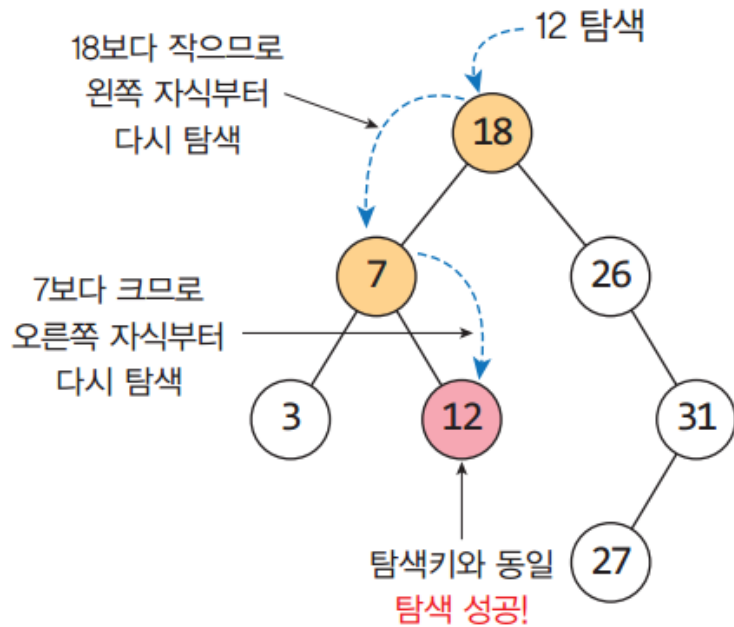 12 탐색
18보다 작으므로
왼쪽 자식부터
다시 탐색
18
7
26
7보다 크므로
오른쪽 자식부터
다시 탐색
3
12
31
27
탐색키와 동일
탐색 성공!